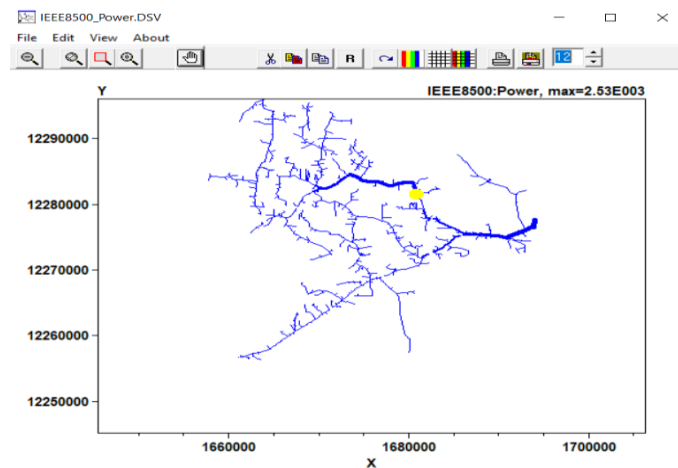 IEEE8500_Power.DSV
File Edit View About
R
12
Y
IEEE8500:Power, max=2.53E003
12290000
12280000
12270000
12260000
12250000
1660000 1680000 1700000
X